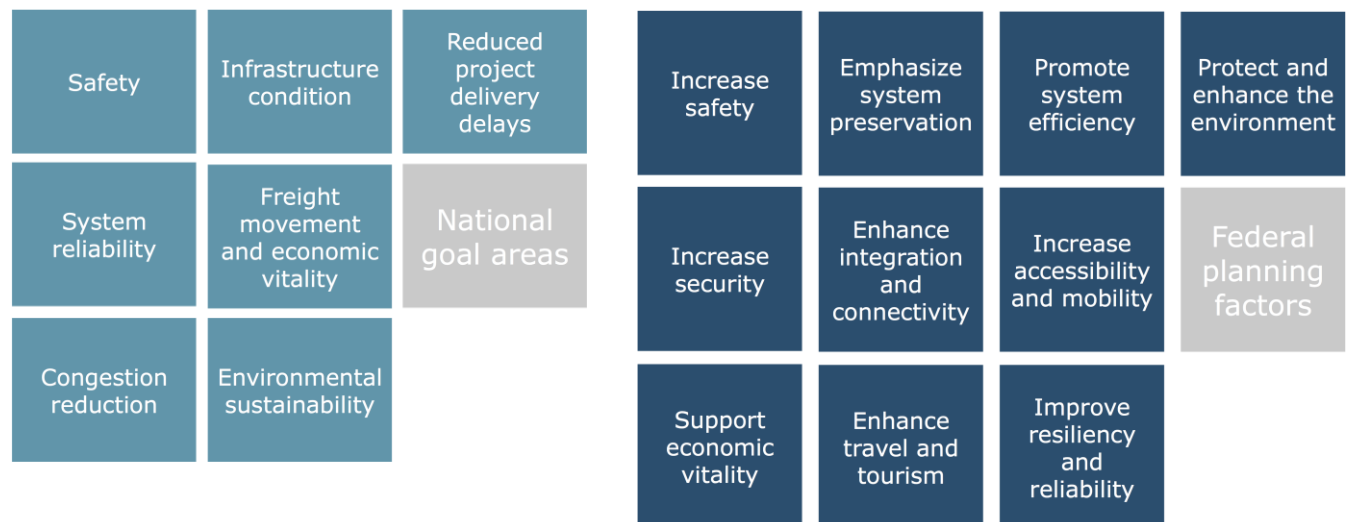 Safety
Infrastructure
condition
Reduced
project
delivery
delays
System
reliability
Freight
movement
and economic
vitality
National
goal areas
Congestion
reduction
Environmental
sustainability
Increase
safety
Emphasize
system
preservation
Promote
system
efficiency
Protect and
enhance the
environment
Increase
security
Enhance
integration
and
connectivity
Increase
accessibility
and mobility
Federal
planning
factors
Support
economic
vitality
Enhance
travel and
tourism
Improve
resiliency
and
reliability